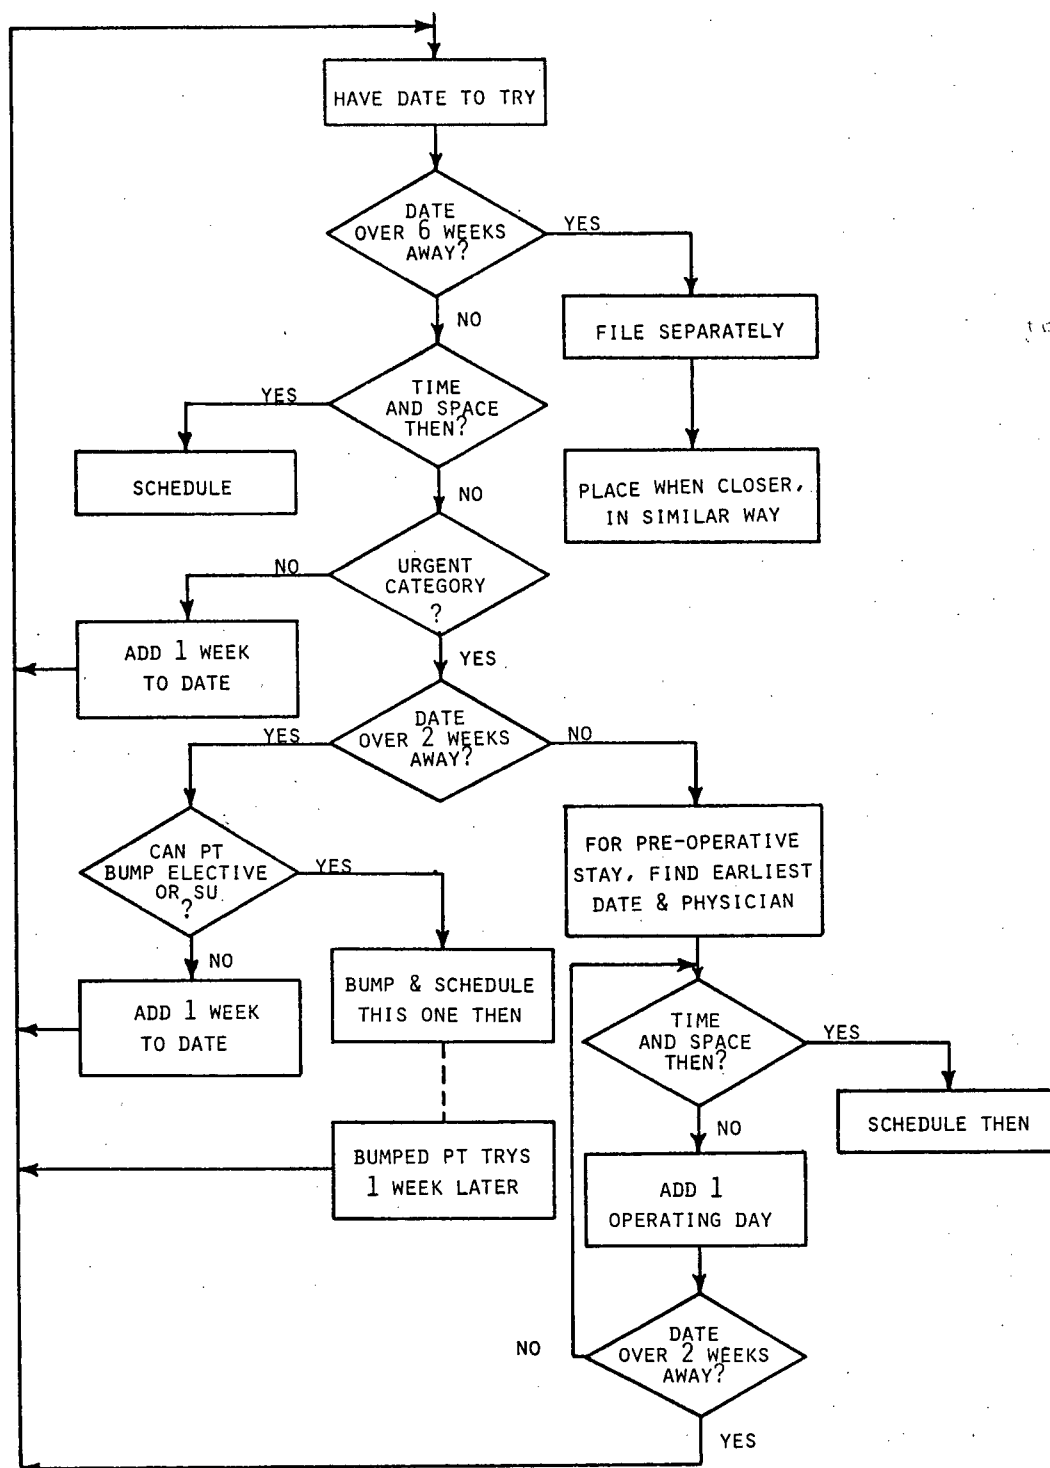 HAVE DATE TO TRY
DATE
OVER 6 WEEKS
AWAY?
YES
NO
FILE SEPARATELY
TIME
AND SPACE
THEN?
YES
SCHEDULE
NO
PLACE WHEN CLOSER,
IN SIMILAR WAY
URGENT
CATEGORY
?
NO
ADD 1 WEEK
TO DATE
YES
DATE
OVER 2 WEEKS
AWAY?
YES
NO
CAN PT
BUMP ELECTIVE
OR SU
?
YES
FOR PRE-OPERATIVE
STAY, FIND EARLIEST
DATE & PHYSICIAN
NO
ADD 1 WEEK
TO DATE
BUMP & SCHEDULE
THIS ONE THEN
TIME
AND SPACE
THEN?
YES
SCHEDULE THEN
NO
BUMPED PT TRYS
1 WEEK LATER
ADD 1
OPERATING DAY
DATE
OVER 2 WEEKS
AWAY?
NO
YES